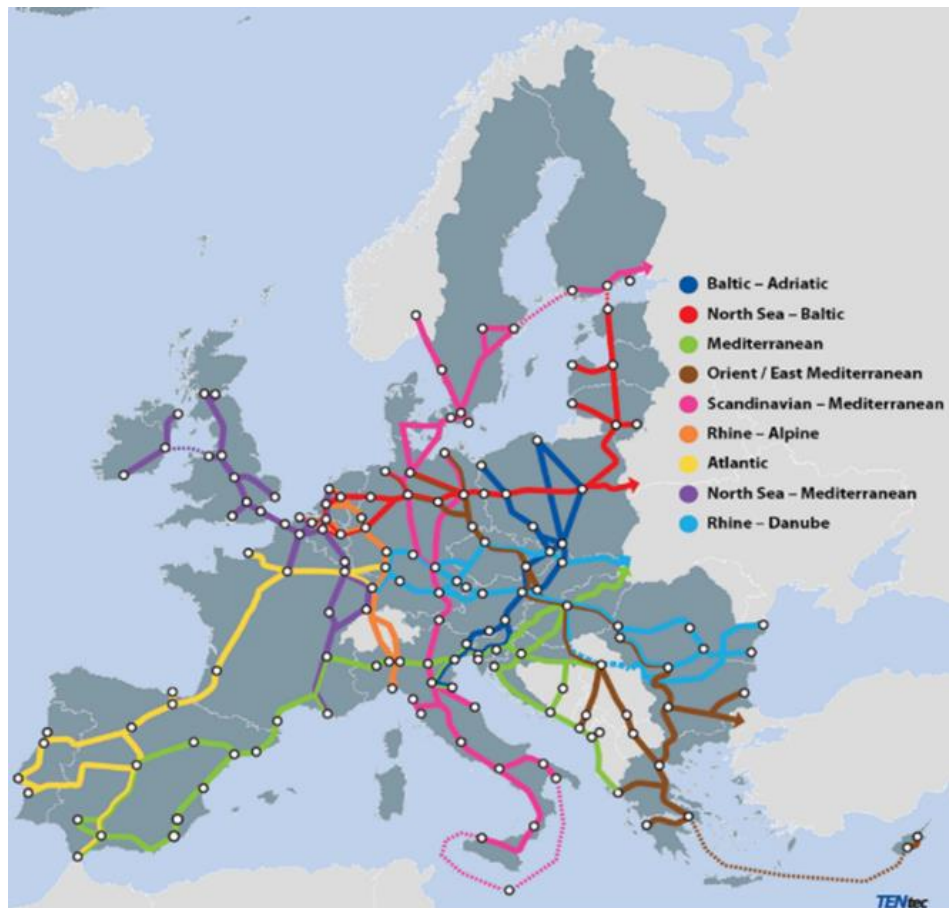 Baltic – Adriatic
North Sea – Baltic
Mediterranean
Orient / East Mediterranean
Scandinavian – Mediterranean
Rhine – Alpine
Atlantic
North Sea – Mediterranean
Rhine – Danube
TENtec